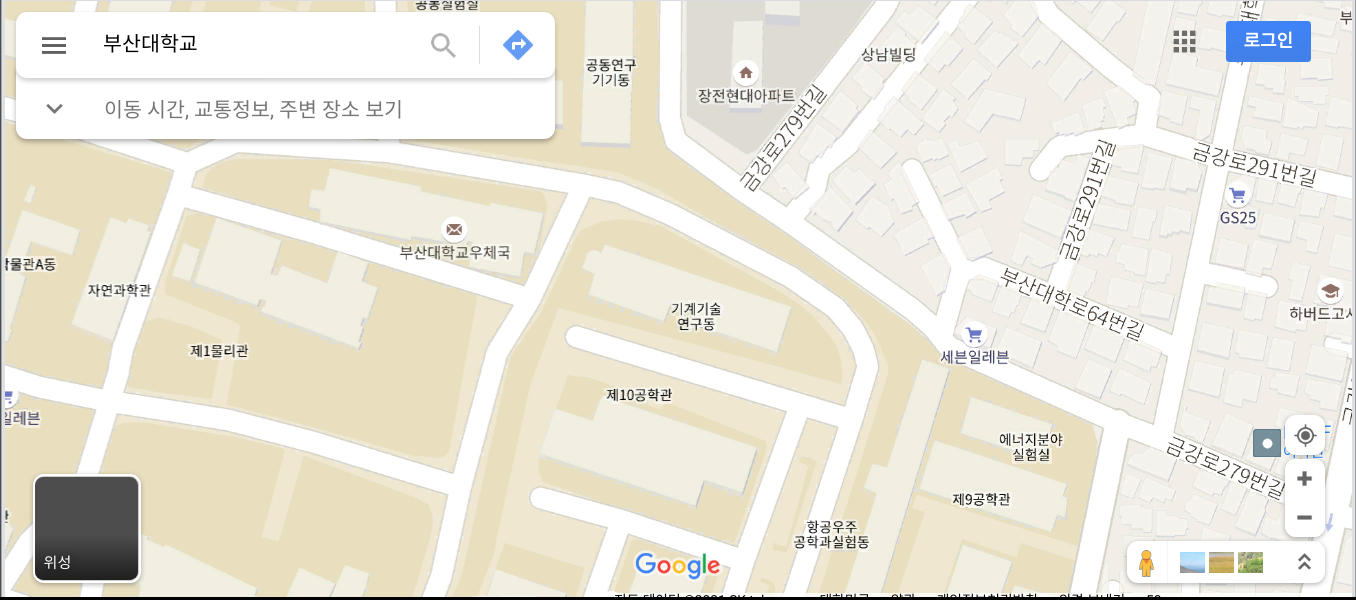 공동실험실
부산대학교
로그인
이동 시간, 교통정보, 주변 장소 보기
공동연구
기기동
상남빌딩
장전현대아파트
금강로279번길
금강로291번길
금강로291번길
GS25
부산대학교우체국
자연과학관
제1물리관
기계기술
연구동
부산대학로64번길
하버드고시
세븐일레븐
제10공학관
일레븐
에너지분야
실험실
금강로279번길
제9공학관
항공우주
공학과실험동
위성
Google